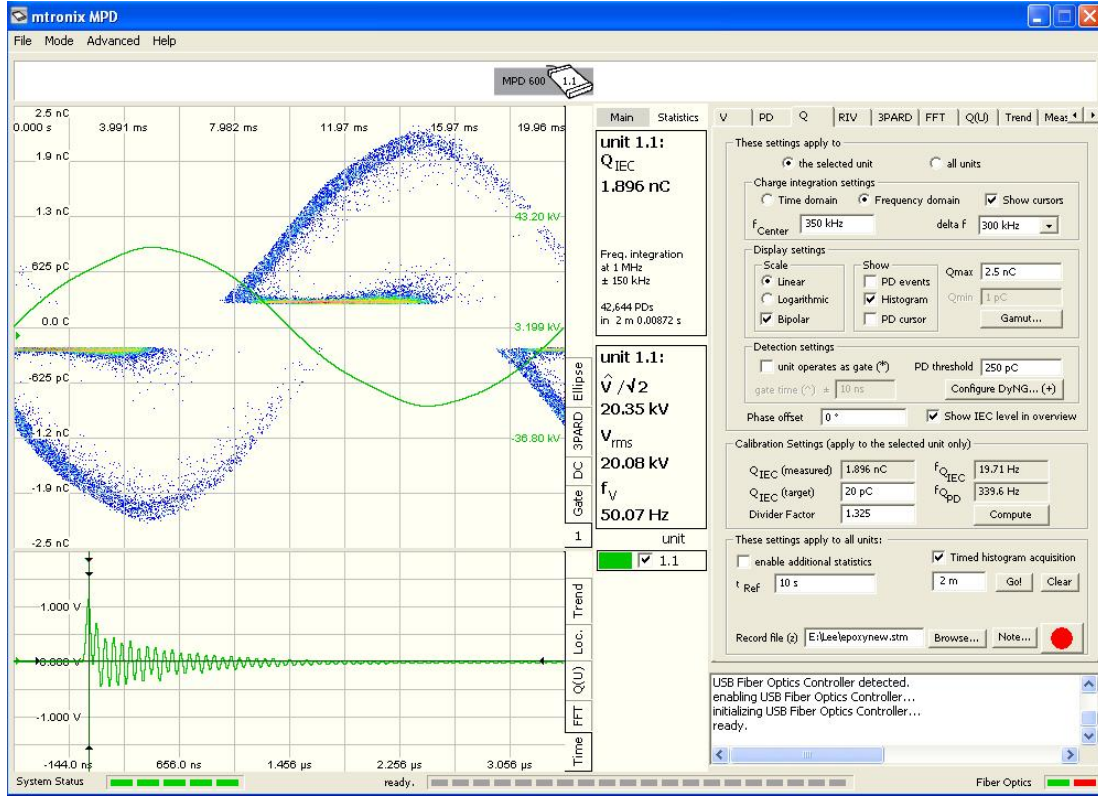 mtronix MPD
File Mode Advanced Help
MPD 600 1.1
2.5 nC
0.000 s 3.991 ms 7.982 ms 11.97 ms 15.97 ms 19.96 ms
1.9 nC
1.3 nC
43.20 kV
625 pC
0.0 C
3.199 kV
-625 pC
-1.2 nC
-36.80 kV
-1.9 nC
-2.5 nC
Ellipse
3PARD
DC
Gate
1
1.000 V
0.000 V
-1.000 V
-144.0 ns 656.0 ns 1.456 µs 2.256 µs 3.056 µs
Trend
Loc.
Q(U)
FFT
Time
Main Statistics
unit 1.1:
Q IEC
1.896 nC
Freq. integration
at 1 MHz
± 150 kHz
42,644 PDs
in 2 m 0.00872 s
unit 1.1:
V̂ /√2
20.35 kV
V rms
20.08 kV
f V
50.07 Hz
unit
1.1
V PD Q RIV 3PARD FFT Q(U) Trend Meas
These settings apply to
the selected unit all units
Charge integration settings
Time domain Frequency domain Show cursors
f Center 350 kHz delta f 300 kHz
Display settings
Scale Show
Linear PD events Qmax 2.5 nC
Logarithmic Histogram Qmin 1 pC
Bipolar PD cursor Gamut...
Detection settings
unit operates as gate (*) PD threshold 250 pC
gate time (^) ± 10 ns Configure DyNG... (+)
Phase offset 0 ° Show IEC level in overview
Calibration Settings (apply to the selected unit only)
Q IEC (measured) 1.896 nC f Q IEC 19.71 Hz
Q IEC (target) 20 pC f Q PD 339.6 Hz
Divider Factor 1.325 Compute
These settings apply to all units:
enable additional statistics Timed histogram acquisition
t Ref 10 s 2 m Go! Clear
Record file (z) E:\Lee\epoxynew.stm Browse... Note...
USB Fiber Optics Controller detected.
enabling USB Fiber Optics Controller...
initializing USB Fiber Optics Controller...
ready.
System Status ready. Fiber Optics